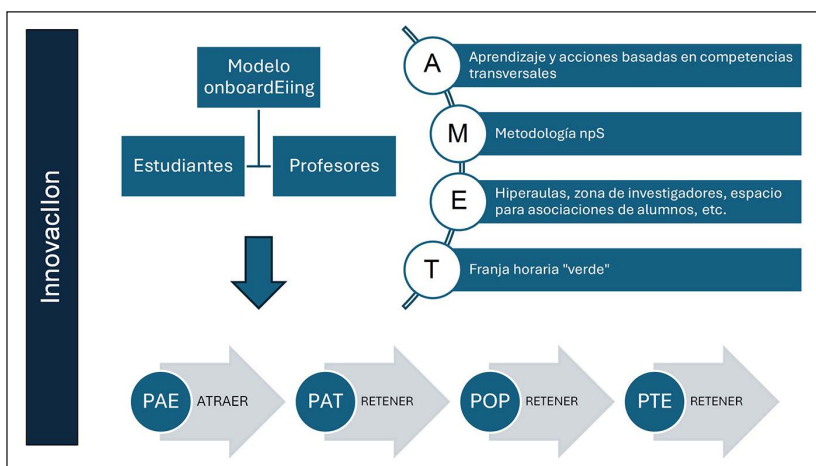 InnovacIIon
Modelo
onboardEiing
Estudiantes
Profesores
A
Aprendizaje y acciones basadas en competencias
transversales
M
Metodología npS
E
Hiperaulas, zona de investigadores, espacio
para asociaciones de alumnos, etc.
T
Franja horaria "verde"
PAE
ATRAER
PAT
RETENER
POP
RETENER
PTE
RETENER